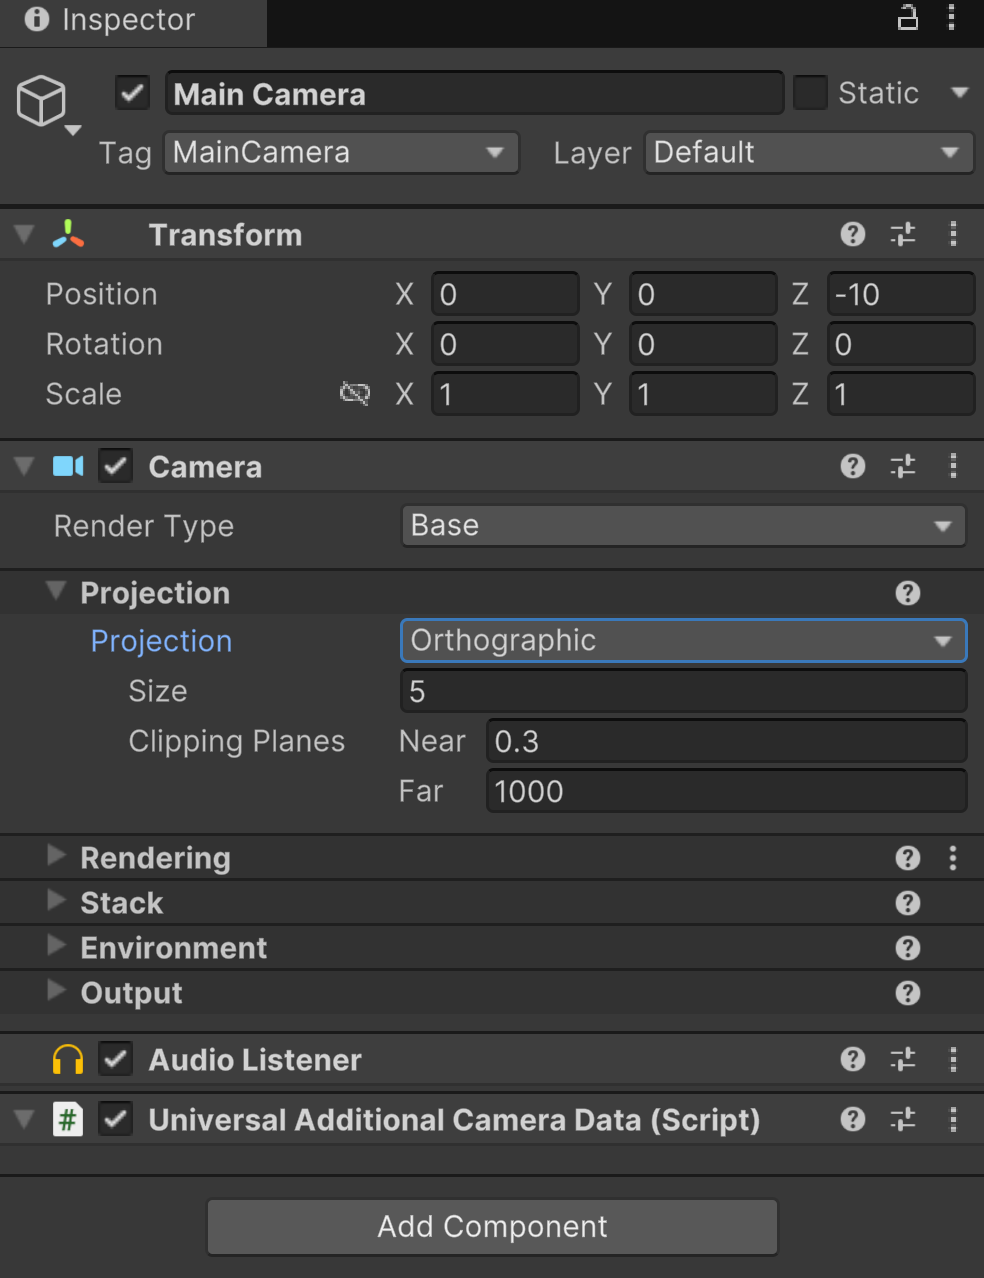 Inspector
Main Camera Static
Tag MainCamera Layer Default
Transform
Position X 0 Y 0 Z -10
Rotation X 0 Y 0 Z 0
Scale X 1 Y 1 Z 1
Camera
Render Type Base
Projection
Projection Orthographic
Size 5
Clipping Planes Near 0.3
Far 1000
Rendering
Stack
Environment
Output
Audio Listener
# Universal Additional Camera Data (Script)
Add Component